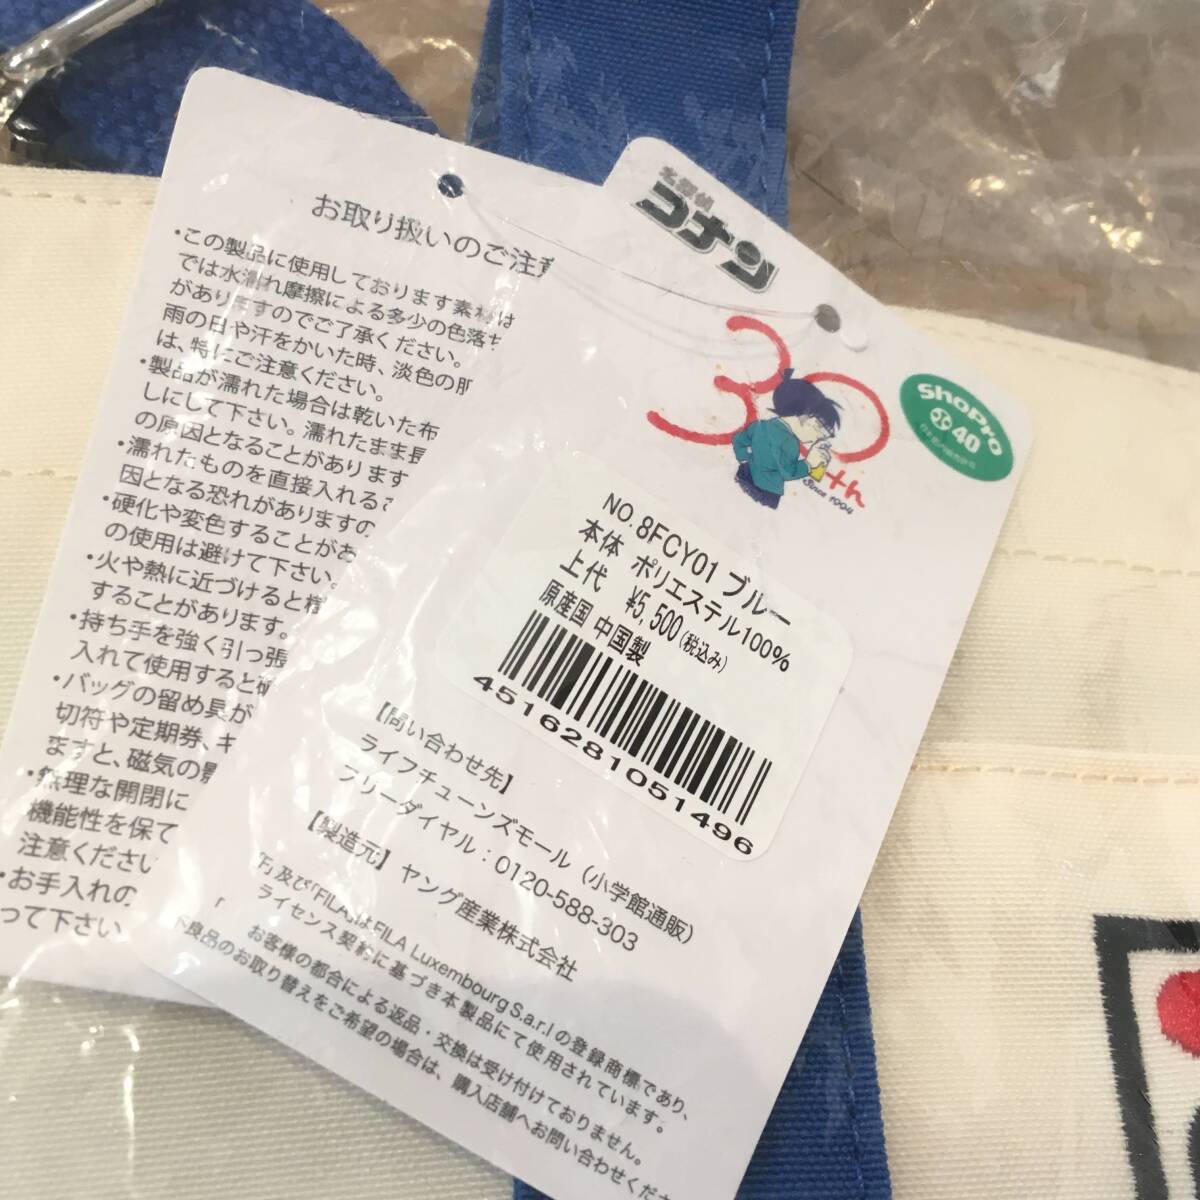 お取り扱いのご注意
・この製品に使用しております素材は
では水濡れ摩擦による多少の色落ち
がありますのでご了承ください。
雨の日や汗をかいた時、淡色の服
は、特にご注意ください。
・製品が濡れた場合は乾いた布
しにして下さい。濡れたまま長
の原因となることがあります
・濡れたものを直接入れるこ
因となる恐れがありますの
・硬化や変色することがあ
の使用は避けて下さい。
・火や熱に近づけると
することがあります。
・持ち手を強く引っ張
入れて使用すると
・バッグの留め具が
切符や定期券、キ
ますと、磁気の影
・無理な開閉に
機能性を保て
注意ください
・お手入れの
って下さい
名探偵
コナン
30th
Since 1994
ShoPro
40
NO. 8FCY01 ブルー
本体 ポリエステル100%
上代 ¥5,500(税込み)
原産国 中国製
4516281051496
【問い合わせ先】
ライフチューンズモール（小学館通販）
フリーダイヤル：0120-588-303
【製造元】ヤング産業株式会社
「F」及び「FILA」はFILA Luxembourg S.a.r.l の登録商標であり、
ライセンス契約に基づき本製品にて使用されています。
お客様の都合による返品・交換は受け付けておりません。
不良品のお取り替えをご希望の場合は、購入店舗へお問い合わせくだ